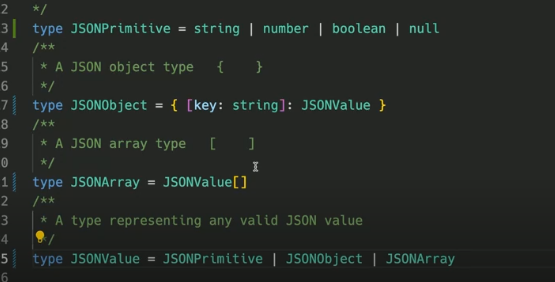 2 */
3 type JSONPrimitive = string | number | boolean | null
4 /**
5 * A JSON object type { }
6 */
7 type JSONObject = { [key: string]: JSONValue }
8 /**
9 * A JSON array type [ ]
0 */
1 type JSONArray = JSONValue[]
2 /**
3 * A type representing any valid JSON value
4 */
5 type JSONValue = JSONPrimitive | JSONObject | JSONArray
6